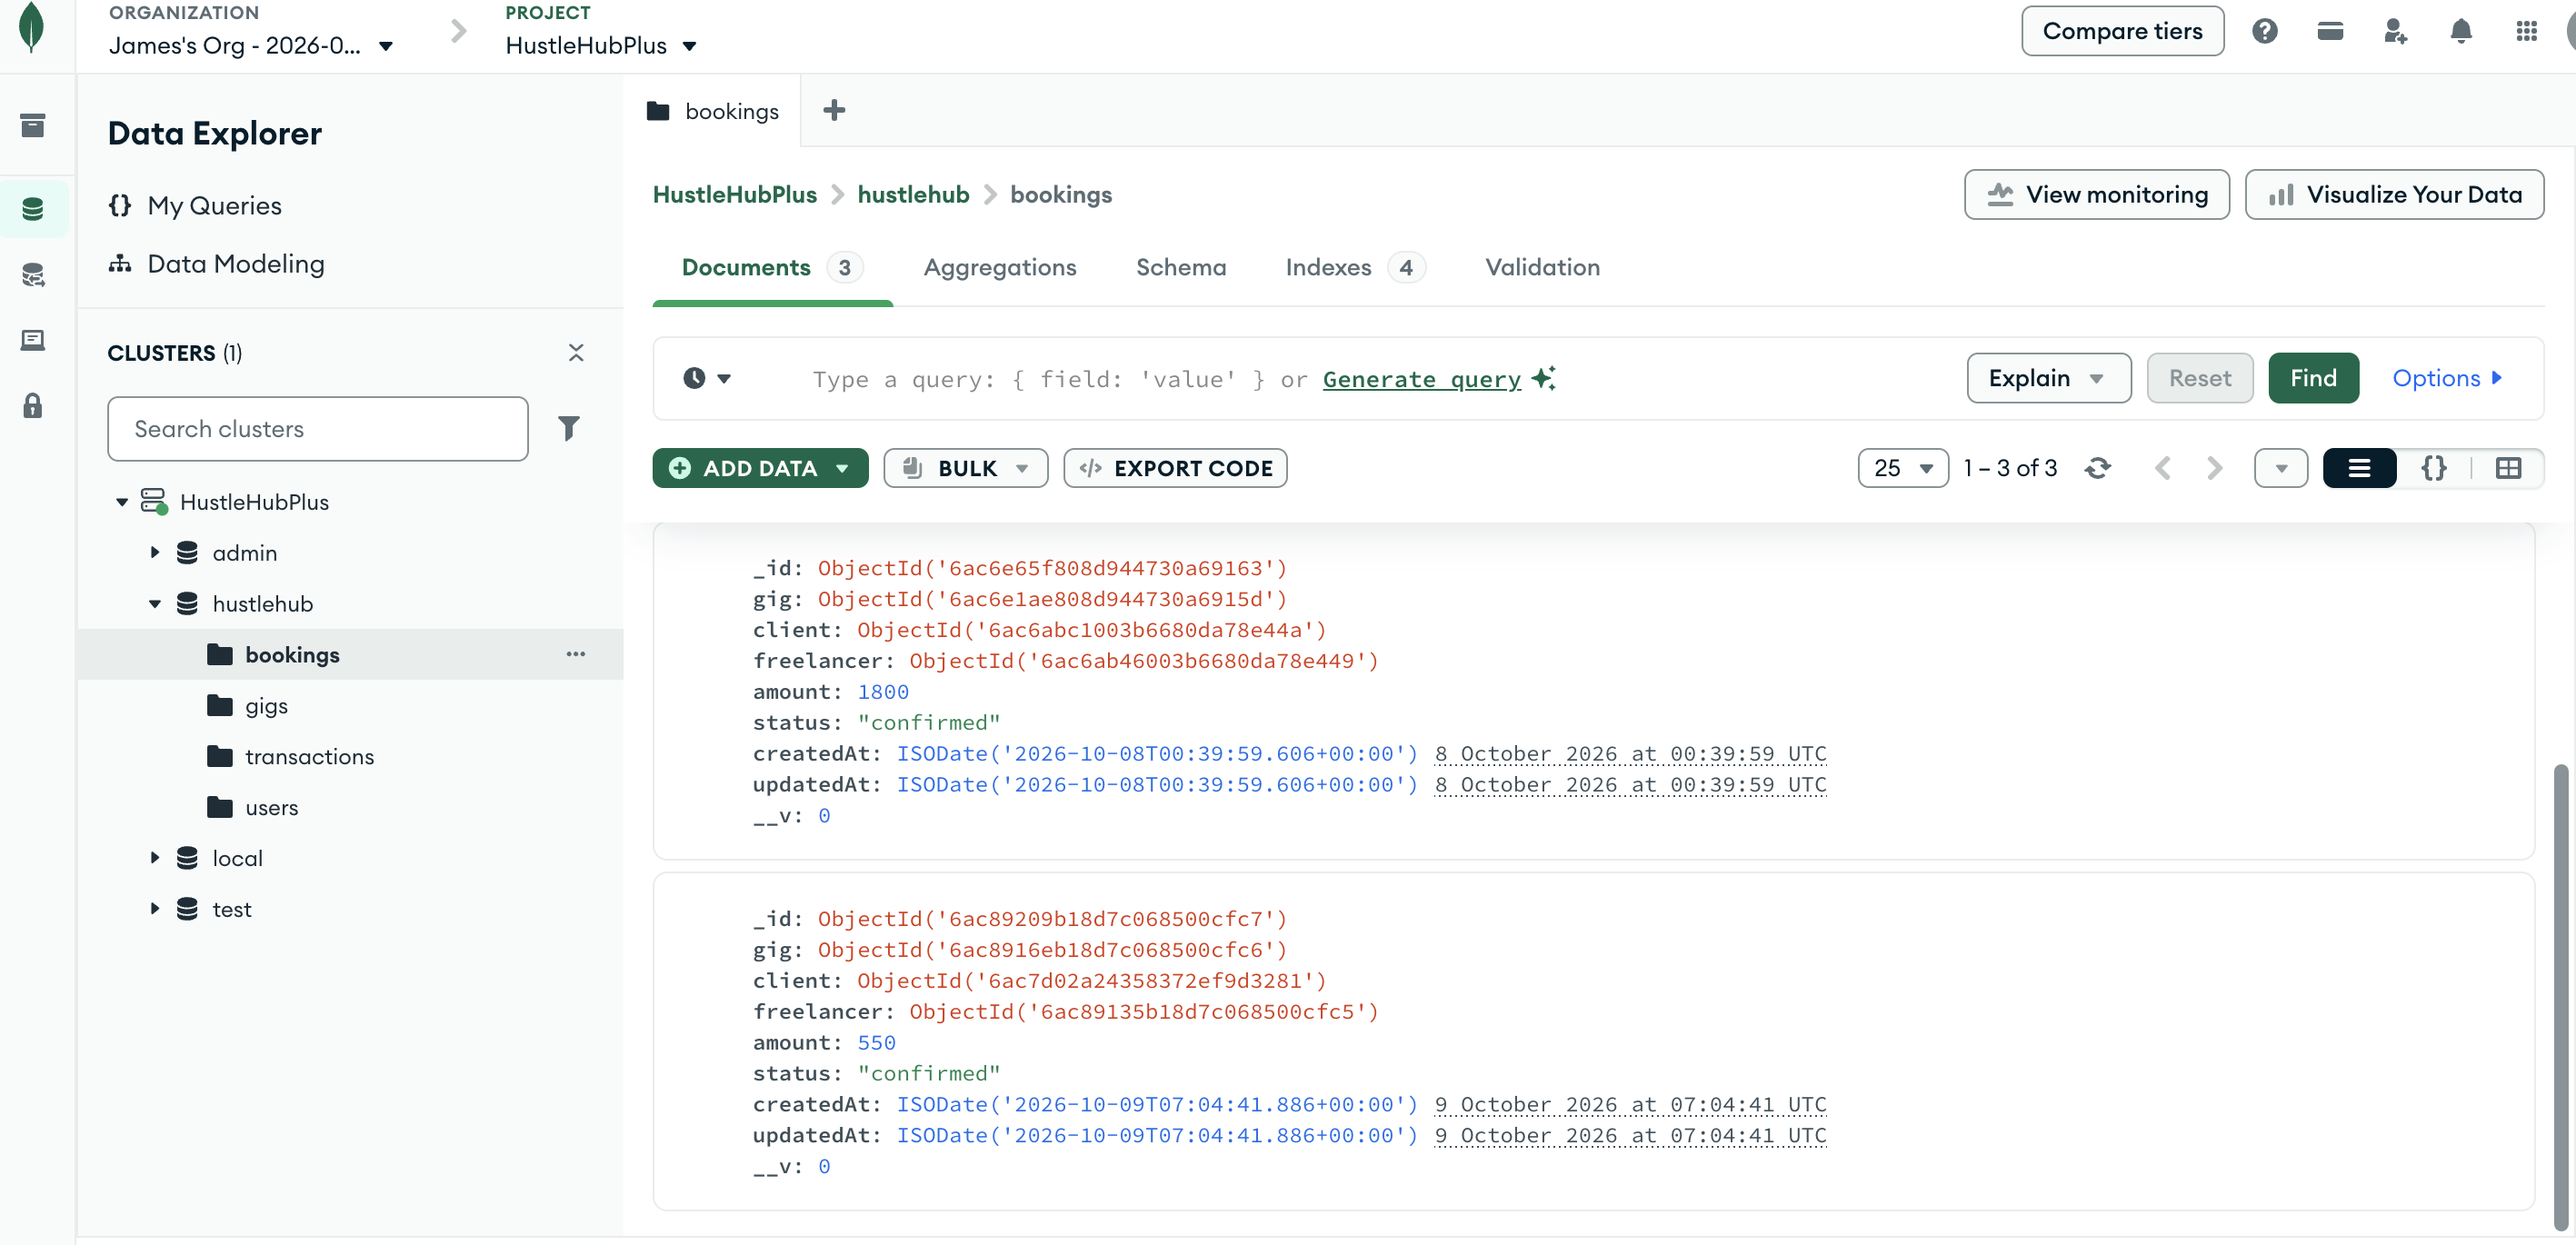 ORGANIZATION
James's Org - 2026-0...
PROJECT
HustleHubPlus
Compare tiers
Data Explorer
My Queries
Data Modeling
CLUSTERS (1)
Search clusters
HustleHubPlus
admin
hustlehub
bookings
gigs
transactions
users
local
test
bookings
HustleHubPlus > hustlehub > bookings
View monitoring
Visualize Your Data
Documents 3
Aggregations
Schema
Indexes 4
Validation
Type a query: { field: 'value' } or Generate query
Explain
Reset
Find
Options
ADD DATA
BULK
EXPORT CODE
25
1 – 3 of 3
_id: ObjectId('6ac6e65f808d944730a69163')
gig: ObjectId('6ac6e1ae808d944730a6915d')
client: ObjectId('6ac6abc1003b6680da78e44a')
freelancer: ObjectId('6ac6ab46003b6680da78e449')
amount: 1800
status: "confirmed"
createdAt: ISODate('2026-10-08T00:39:59.606+00:00') 8 October 2026 at 00:39:59 UTC
updatedAt: ISODate('2026-10-08T00:39:59.606+00:00') 8 October 2026 at 00:39:59 UTC
__v: 0
_id: ObjectId('6ac89209b18d7c068500cfc7')
gig: ObjectId('6ac8916eb18d7c068500cfc6')
client: ObjectId('6ac7d02a24358372ef9d3281')
freelancer: ObjectId('6ac89135b18d7c068500cfc5')
amount: 550
status: "confirmed"
createdAt: ISODate('2026-10-09T07:04:41.886+00:00') 9 October 2026 at 07:04:41 UTC
updatedAt: ISODate('2026-10-09T07:04:41.886+00:00') 9 October 2026 at 07:04:41 UTC
__v: 0